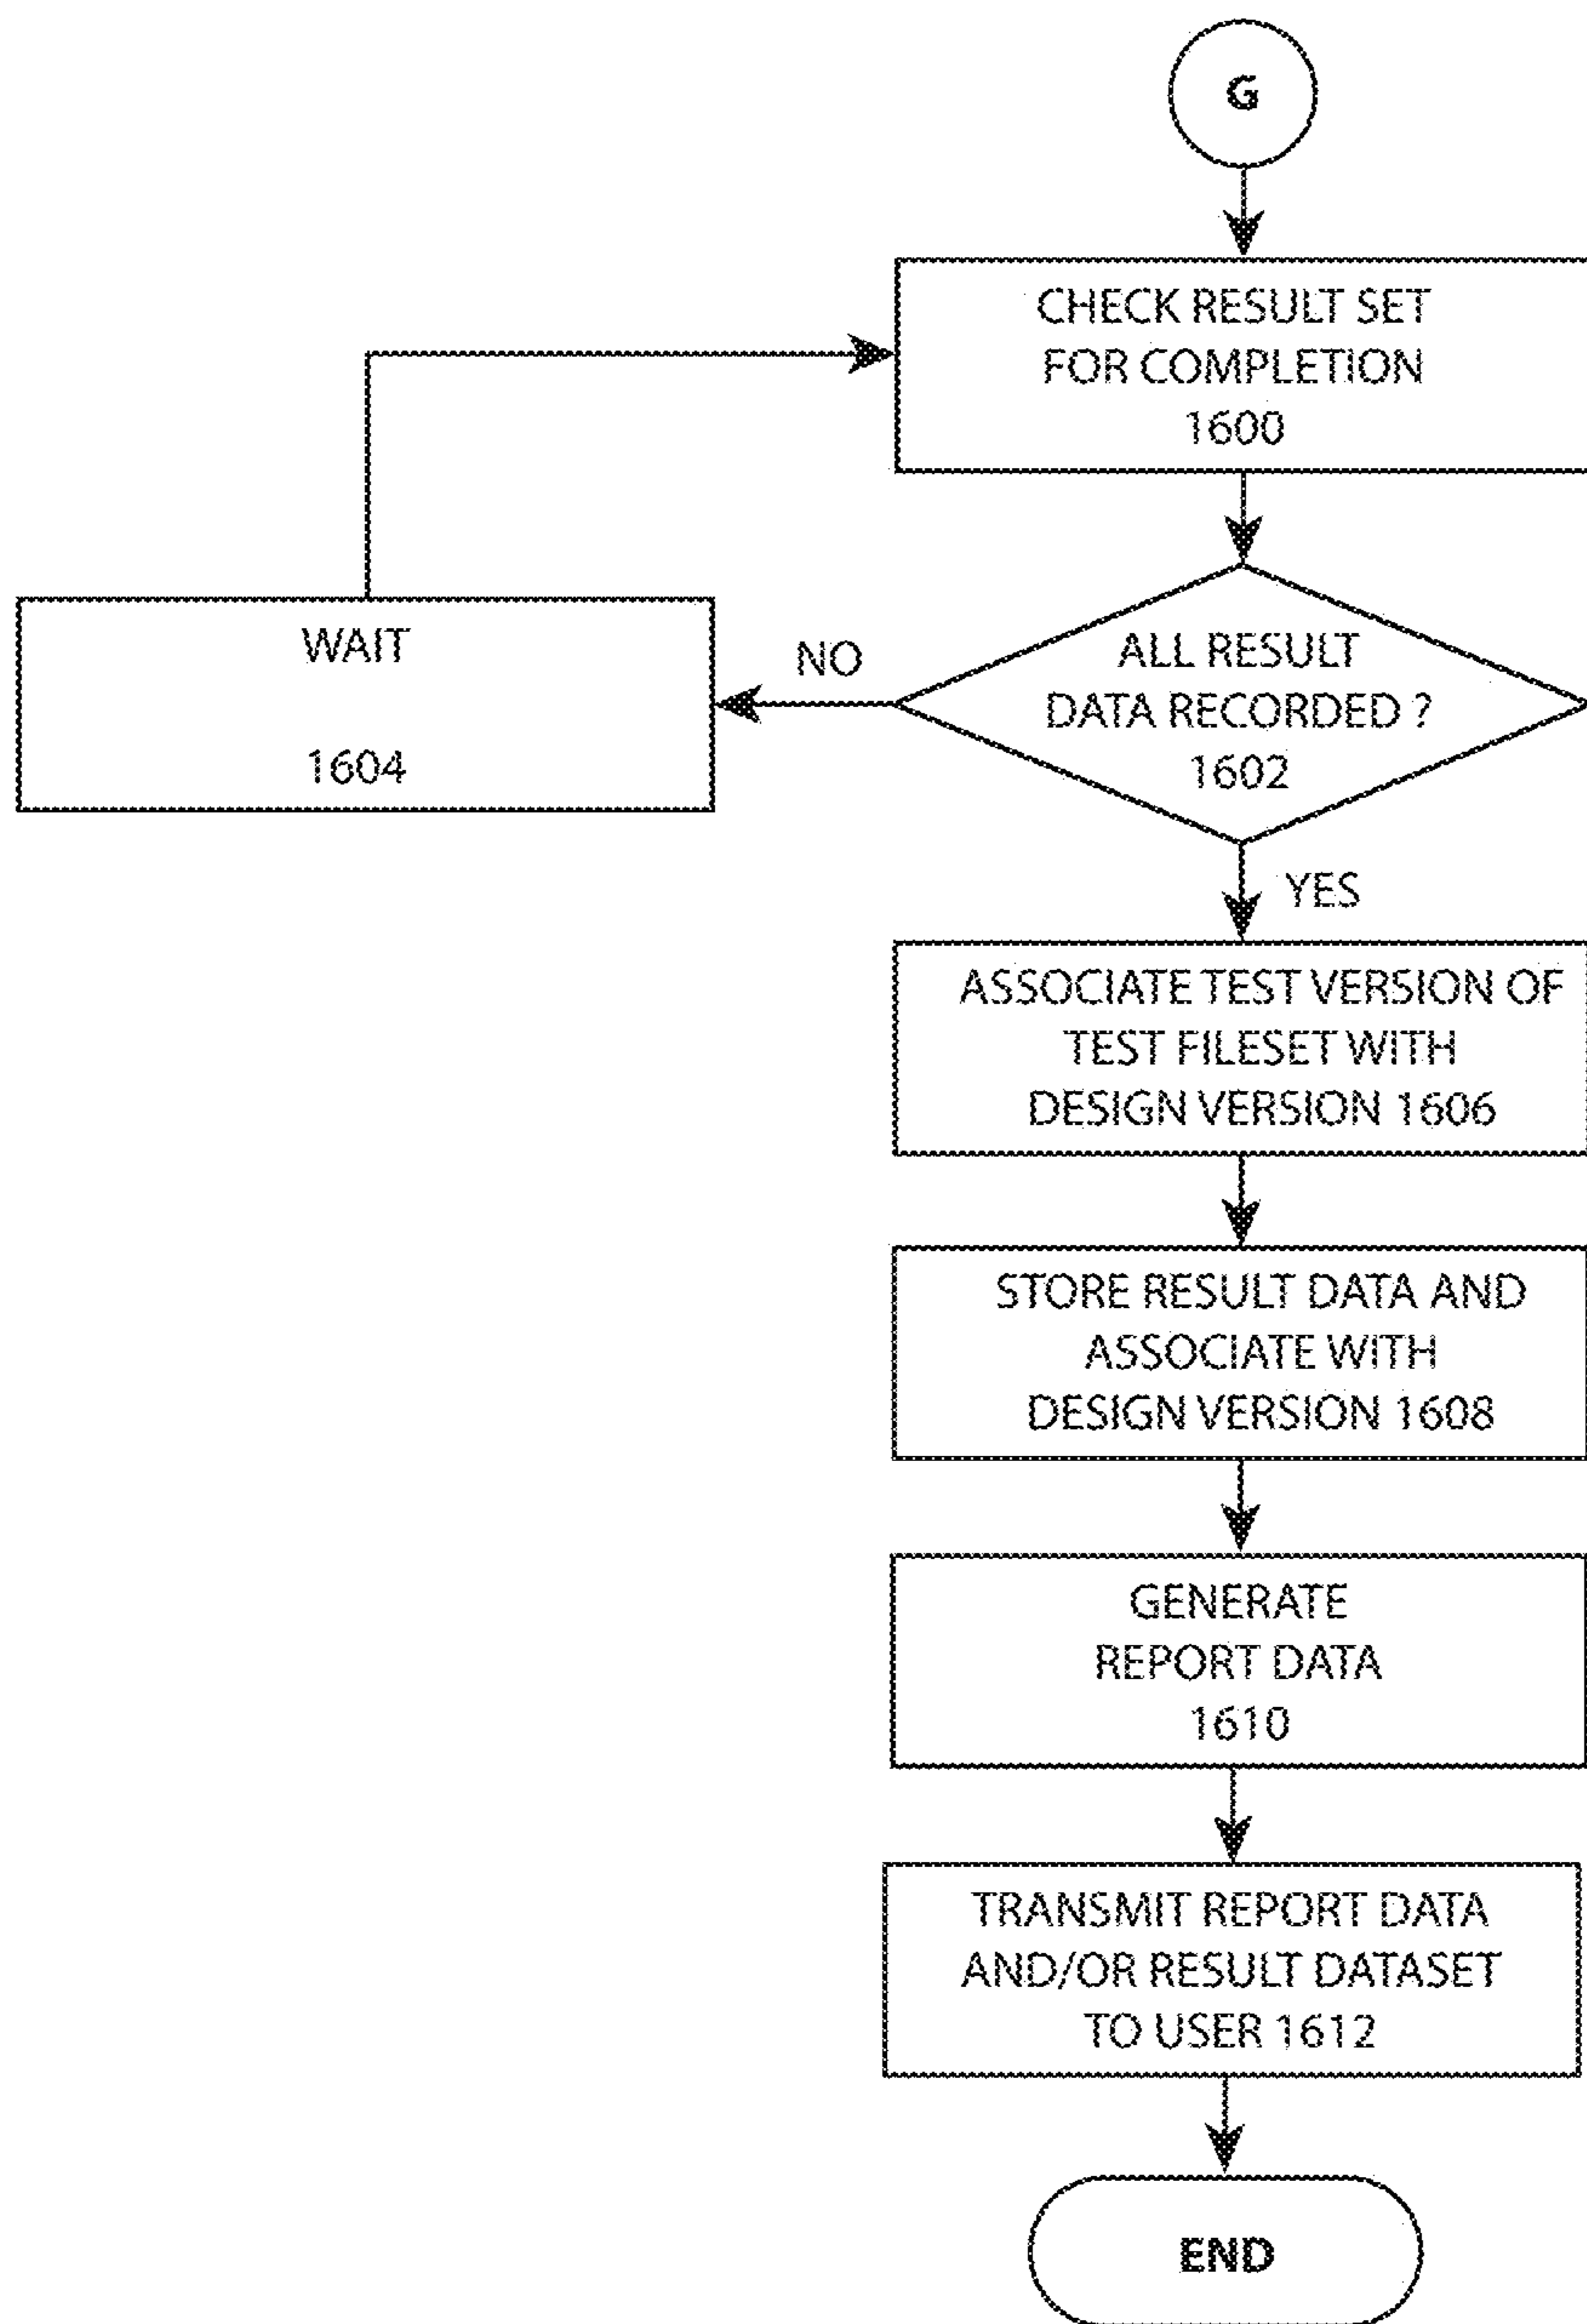 G
CHECK RESULT SET
FOR COMPLETION
1600
ALL RESULT
DATA RECORDED ?
1602
NO
WAIT
1604
YES
ASSOCIATE TEST VERSION OF
TEST FILESET WITH
DESIGN VERSION 1606
STORE RESULT DATA AND
ASSOCIATE WITH
DESIGN VERSION 1608
GENERATE
REPORT DATA
1610
TRANSMIT REPORT DATA
AND/OR RESULT DATASET
TO USER 1612
END